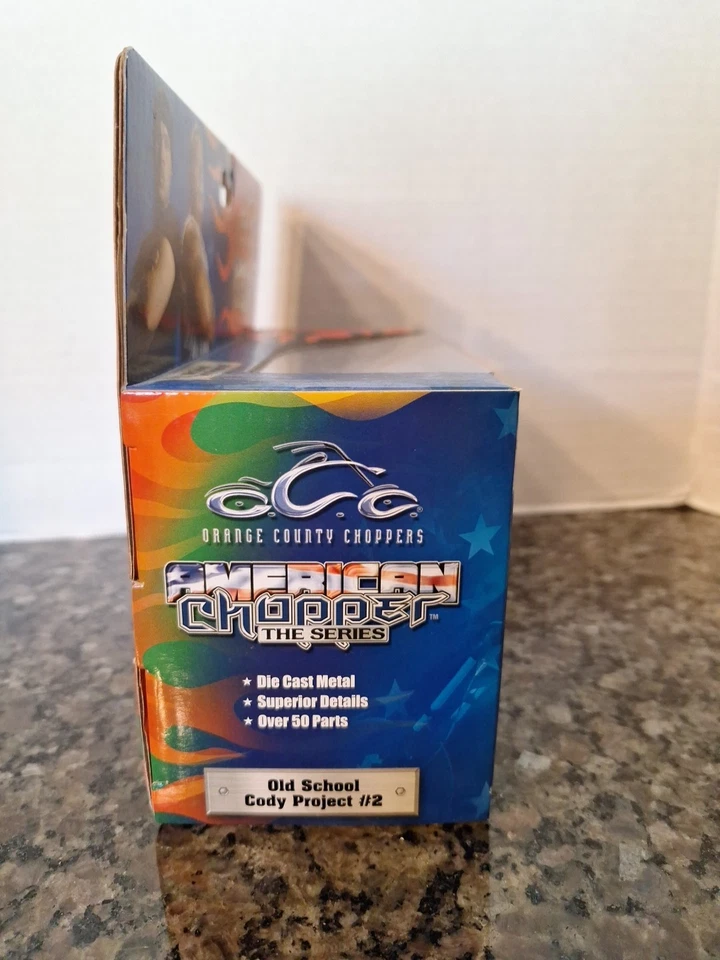 O.C.C.®
ORANGE COUNTY CHOPPERS
AMERICAN
Chopper™
THE SERIES
★ Die Cast Metal
★ Superior Details
★ Over 50 Parts
Old School
Cody Project #2